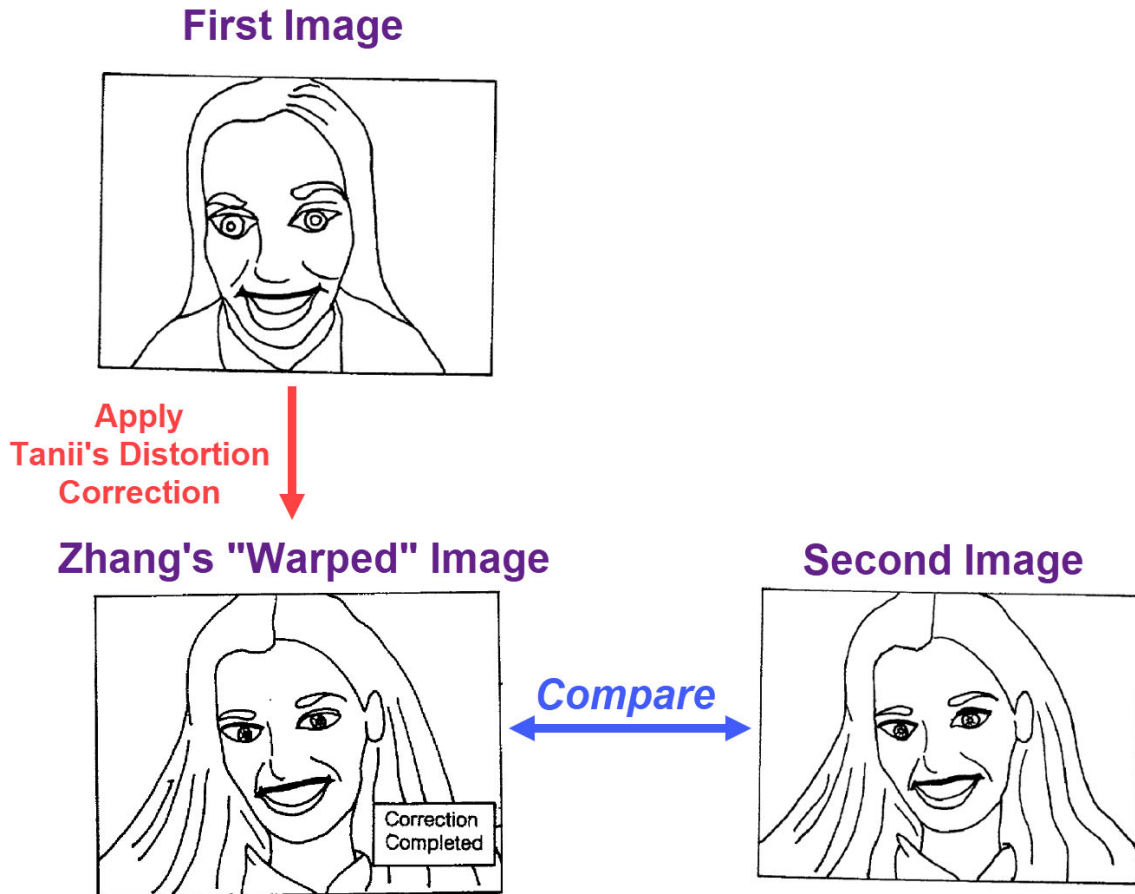 First Image
Apply
Tanii's Distortion
Correction
Zhang's "Warped" Image
Second Image
Compare
Correction
Completed